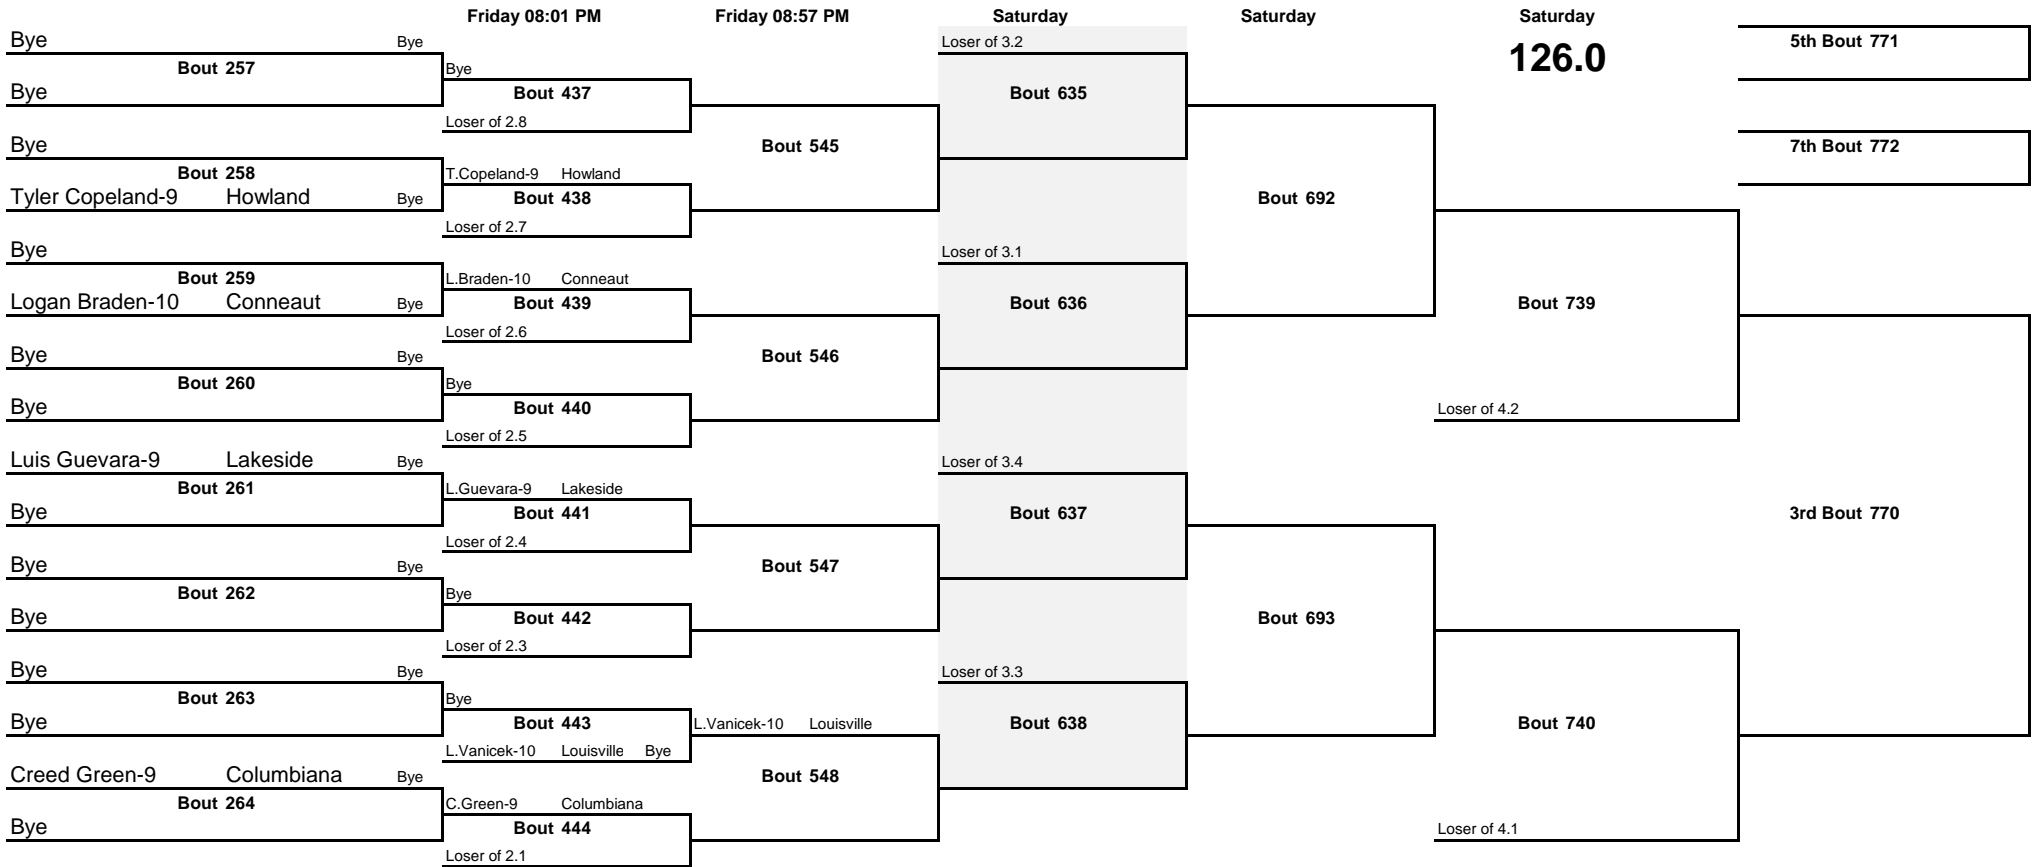 Friday 08:01 PM Friday 08:57 PM Saturday Saturday Saturday
Bye Bye Loser of 3.2 5th Bout 771
126.0
Bout 257 Bye
Bye Bout 437 Bout 635
Loser of 2.8
Bye Bout 545 7th Bout 772
Bout 258 T.Copeland-9 Howland
Tyler Copeland-9 Howland Bye Bout 438 Bout 692
Loser of 2.7
Bye Loser of 3.1
Bout 259 L.Braden-10 Conneaut
Logan Braden-10 Conneaut Bye Bout 439 Bout 636 Bout 739
Loser of 2.6
Bye Bye Bout 546
Bout 260 Bye
Bye Bout 440 Loser of 4.2
Loser of 2.5
Luis Guevara-9 Lakeside Bye Loser of 3.4
Bout 261 L.Guevara-9 Lakeside
Bye Bout 441 Bout 637 3rd Bout 770
Loser of 2.4
Bye Bye Bout 547
Bout 262 Bye
Bye Bout 442 Bout 693
Loser of 2.3
Bye Bye Loser of 3.3
Bout 263 Bye
Bye Bout 443 L.Vanicek-10 Louisville Bout 638 Bout 740
L.Vanicek-10 Louisville Bye
Creed Green-9 Columbiana Bye Bout 548
Bout 264 C.Green-9 Columbiana
Bye Bout 444 Loser of 4.1
Loser of 2.1